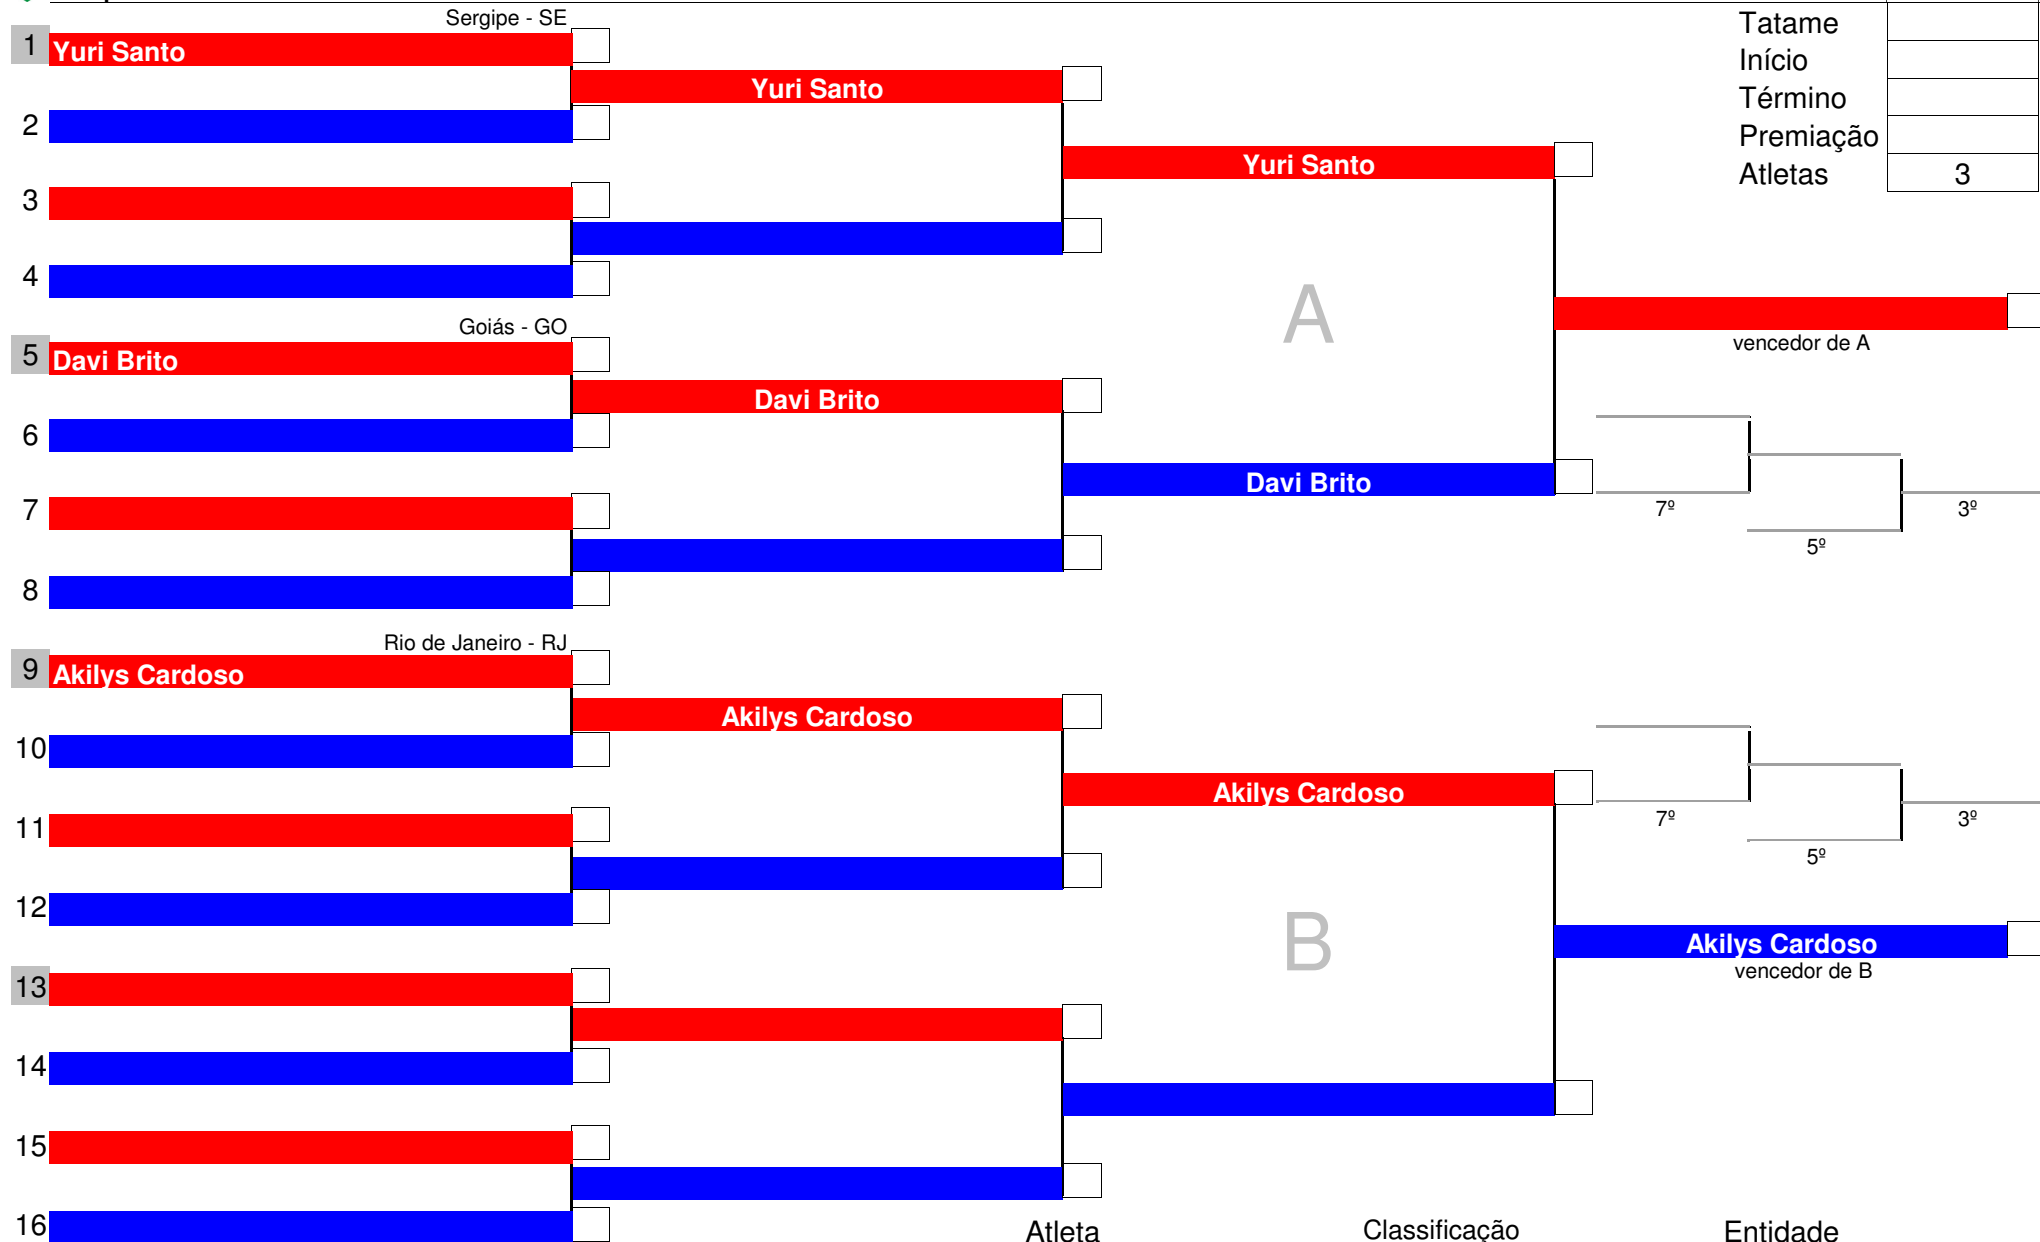 Sergipe - SE
Tatame
1 Yuri Santo
Início
Yuri Santo
Término
2
Premiação
Yuri Santo
Atletas 3
3
4
A
Goiás - GO
vencedor de A
5 Davi Brito
Davi Brito
6
Davi Brito
7
7º 3º
5º
8
Rio de Janeiro - RJ
9 Akilys Cardoso
Akilys Cardoso
10
Akilys Cardoso
11
7º 3º
5º
12
B
Akilys Cardoso
vencedor de B
13
14
15
16
Atleta Classificação Entidade